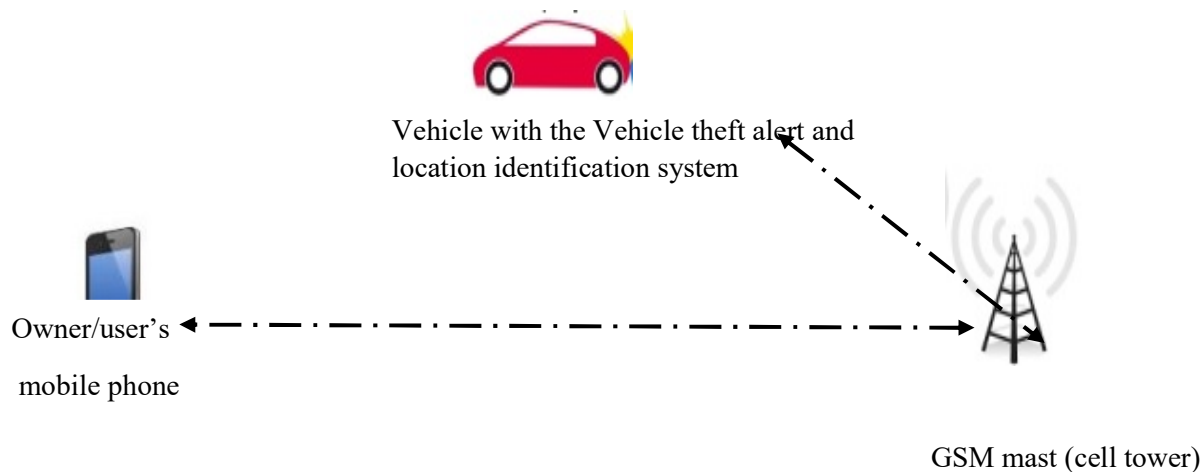 Vehicle with the Vehicle theft alert and
location identification system
Owner/user’s
mobile phone
GSM mast (cell tower)